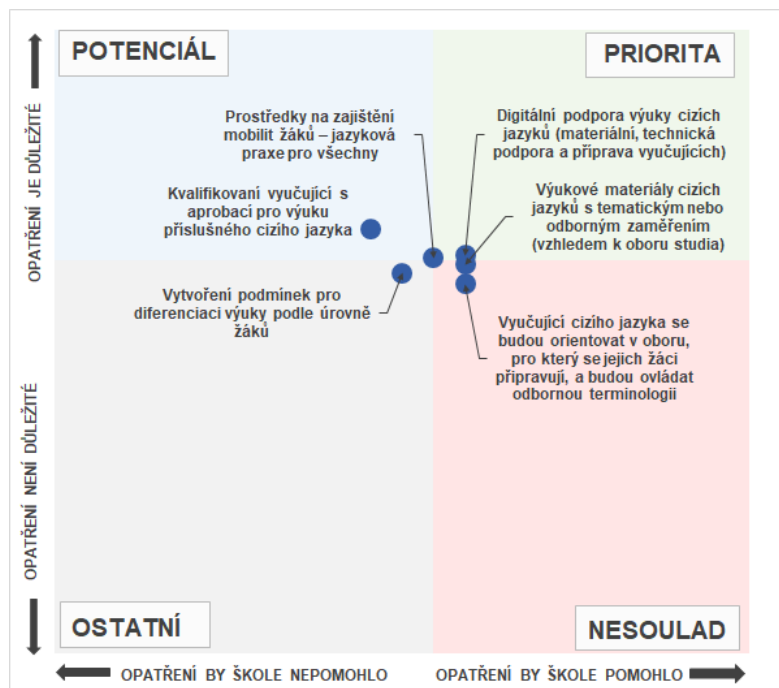 POTENCIÁL
PRIORITA
Prostředky na zajištění
mobilit žáků – jazyková
praxe pro všechny
Digitální podpora výuky cizích
jazyků (materiální, technická
podpora a příprava vyučujících)
Kvalifikovaní vyučující s
aprobací pro výuku
příslušného cizího jazyka
Výukové materiály cizích
jazyků s tematickým nebo
odborným zaměřením
(vzhledem k oboru studia)
Vytvoření podmínek pro
diferenciaci výuky podle úrovně
žáků
Vyučující cizího jazyka se
budou orientovat v oboru,
pro který se jejich žáci
připravují, a budou ovládat
odbornou terminologii
OPATŘENÍ JE DŮLEŽITÉ
OPATŘENÍ NENÍ DŮLEŽITÉ
OSTATNÍ
NESOULAD
OPATŘENÍ BY ŠKOLE NEPOMOHLO
OPATŘENÍ BY ŠKOLE POMOHLO